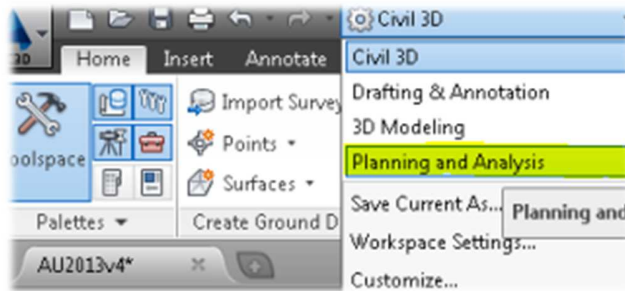 Civil 3D
Home Insert Annotate
Civil 3D
Drafting & Annotation
3D Modeling
Planning and Analysis
Save Current As...
Planning and
Workspace Settings...
Customize...
Import Survey
Points
Surfaces
Palettes
Create Ground D
AU2013v4*